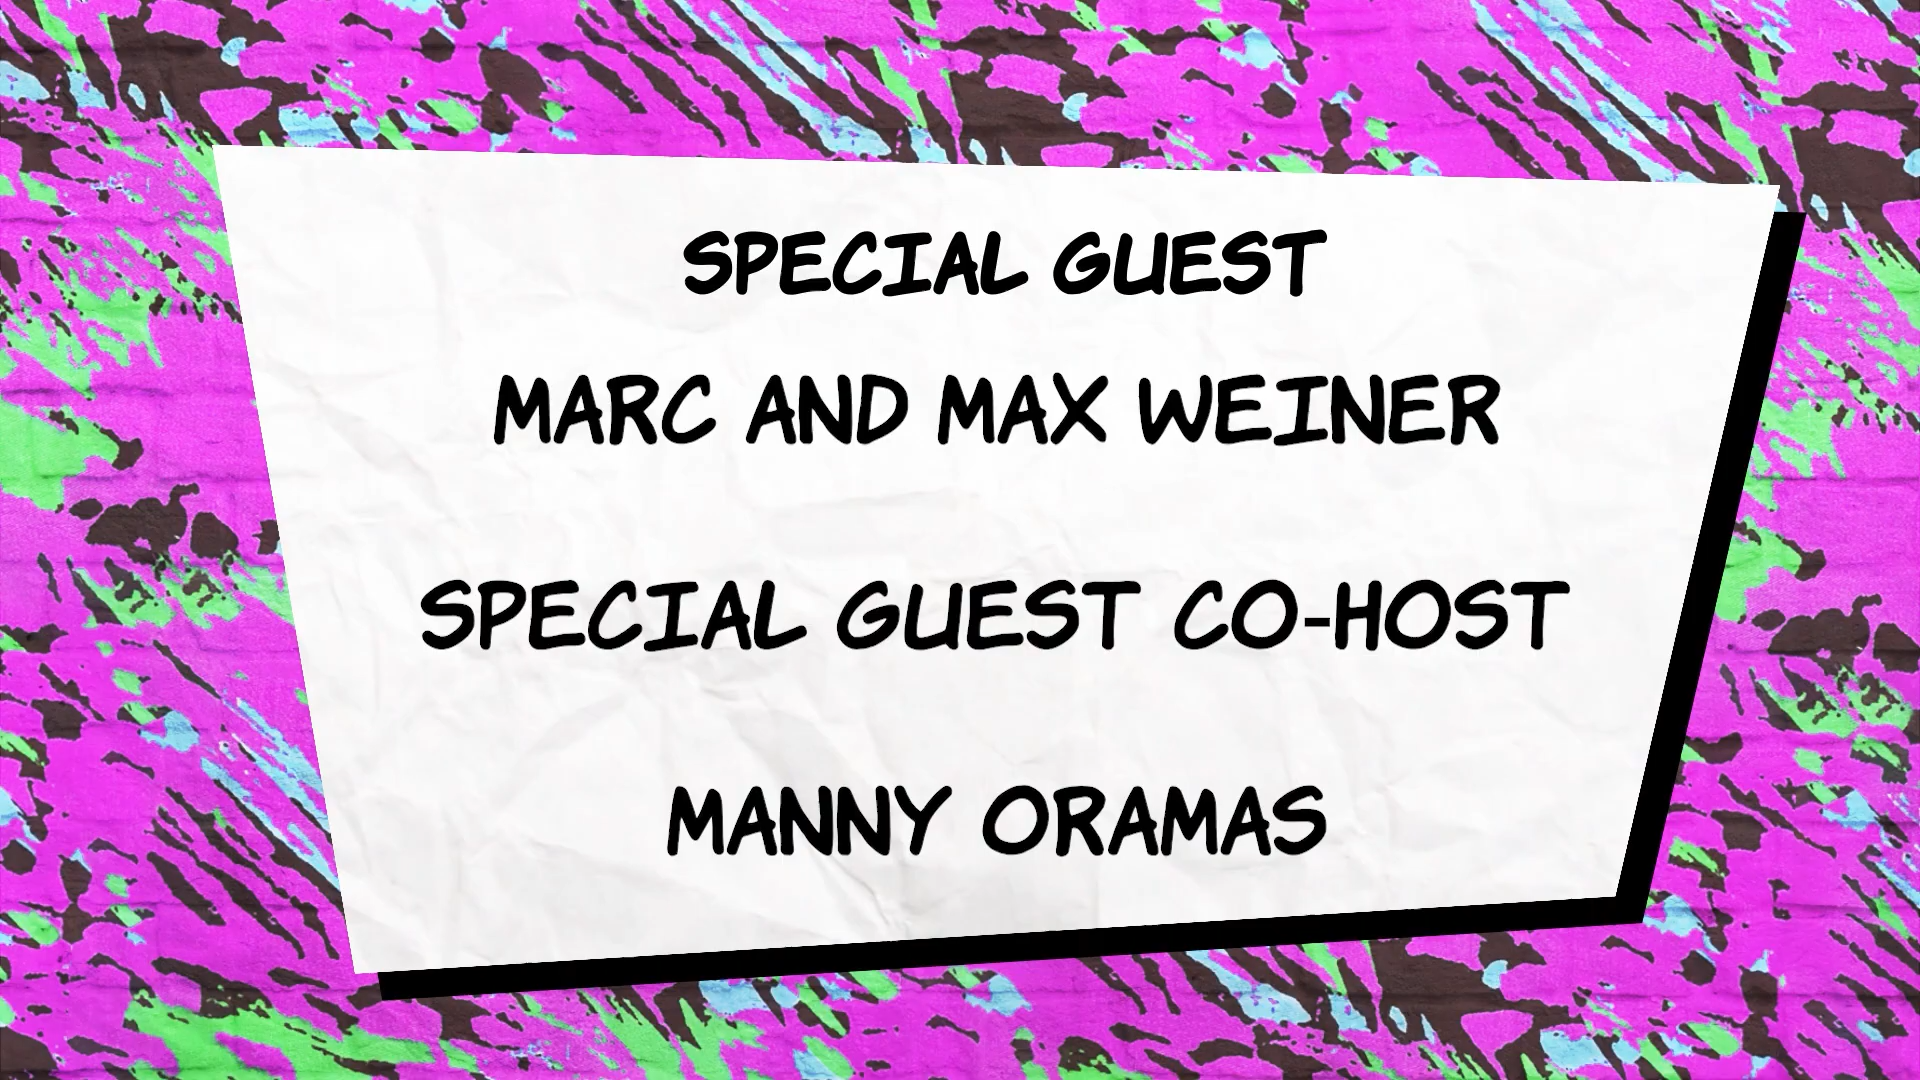 SPECIAL GUEST
MARC AND MAX WEINER
SPECIAL GUEST CO-HOST
MANNY ORAMAS